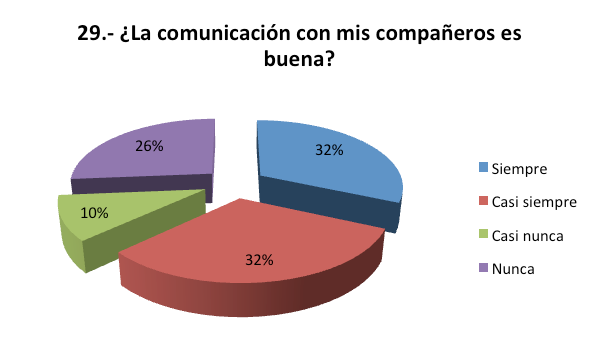 29.- ¿La comunicación con mis compañeros es
buena?
26%
32%
10%
32%
Siempre
Casi siempre
Casi nunca
Nunca